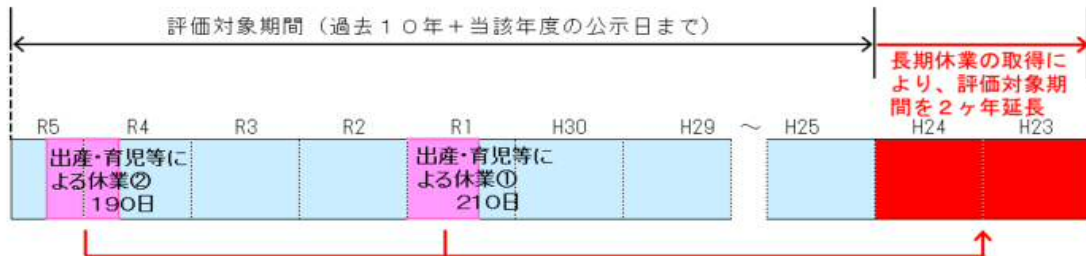 評価対象期間（過去１０年＋当該年度の公示日まで）
長期休業の取得に
より、評価対象期
間を２ヶ年延長
R5 R4 R3 R2 R1 H30 H29 ～ H25 H24 H23
出産・育児等に
よる休業②
190日
出産・育児等に
よる休業①
210日